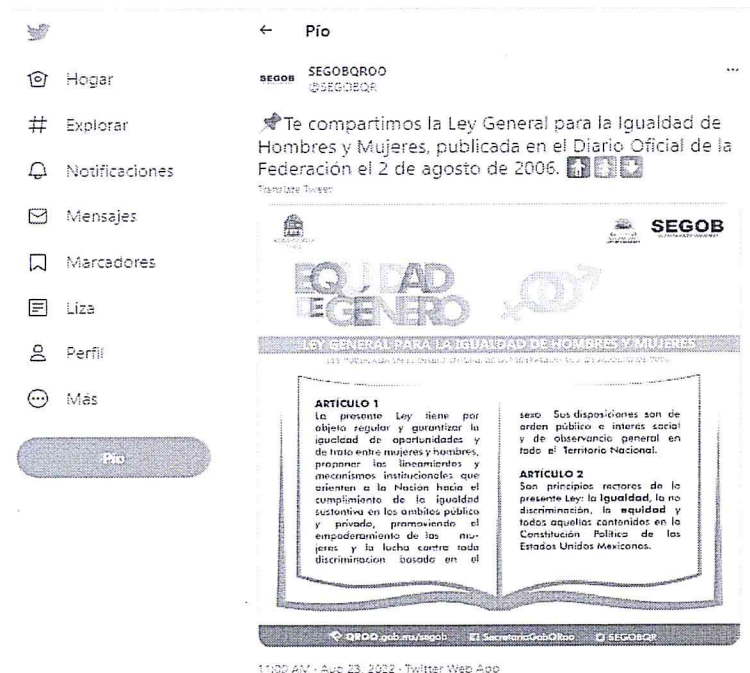 ← Pío
Hogar
Explorar
Notificaciones
Mensajes
Marcadores
Liza
Perfil
Más
Pío
SEGOB
SEGOBQROO
@SEGOBQR
...
Te compartimos la Ley General para la Igualdad de
Hombres y Mujeres, publicada en el Diario Oficial de la
Federación el 2 de agosto de 2006.
Translate Tweet
SEGOB
EQUIDAD
DE GENERO
LEY GENERAL PARA LA IGUALDAD DE HOMBRES Y MUJERES
ARTÍCULO 1
La presente Ley tiene por
objeto regular y garantizar la
igualdad de oportunidades y
de trato entre mujeres y hombres,
proponer los lineamientos y
mecanismos institucionales que
orienten a la Nación hacia el
cumplimiento de la igualdad
sustantiva en los ámbitos público
y privado, promoviendo el
empoderamiento de las mu-
jeres y la lucha contra toda
discriminación basada en el
sexo. Sus disposiciones son de
orden público e interés social
y de observancia general en
todo el Territorio Nacional.
ARTÍCULO 2
Son principios rectores de la
presente Ley: la igualdad, la no
discriminación, la equidad y
todos aquellos contenidos en la
Constitución Política de los
Estados Unidos Mexicanos.
QROO.gob.mx/segob SecretariaGobQRoo SEGOBQR
11:00 AM · Aug 23, 2022 · Twitter Web App